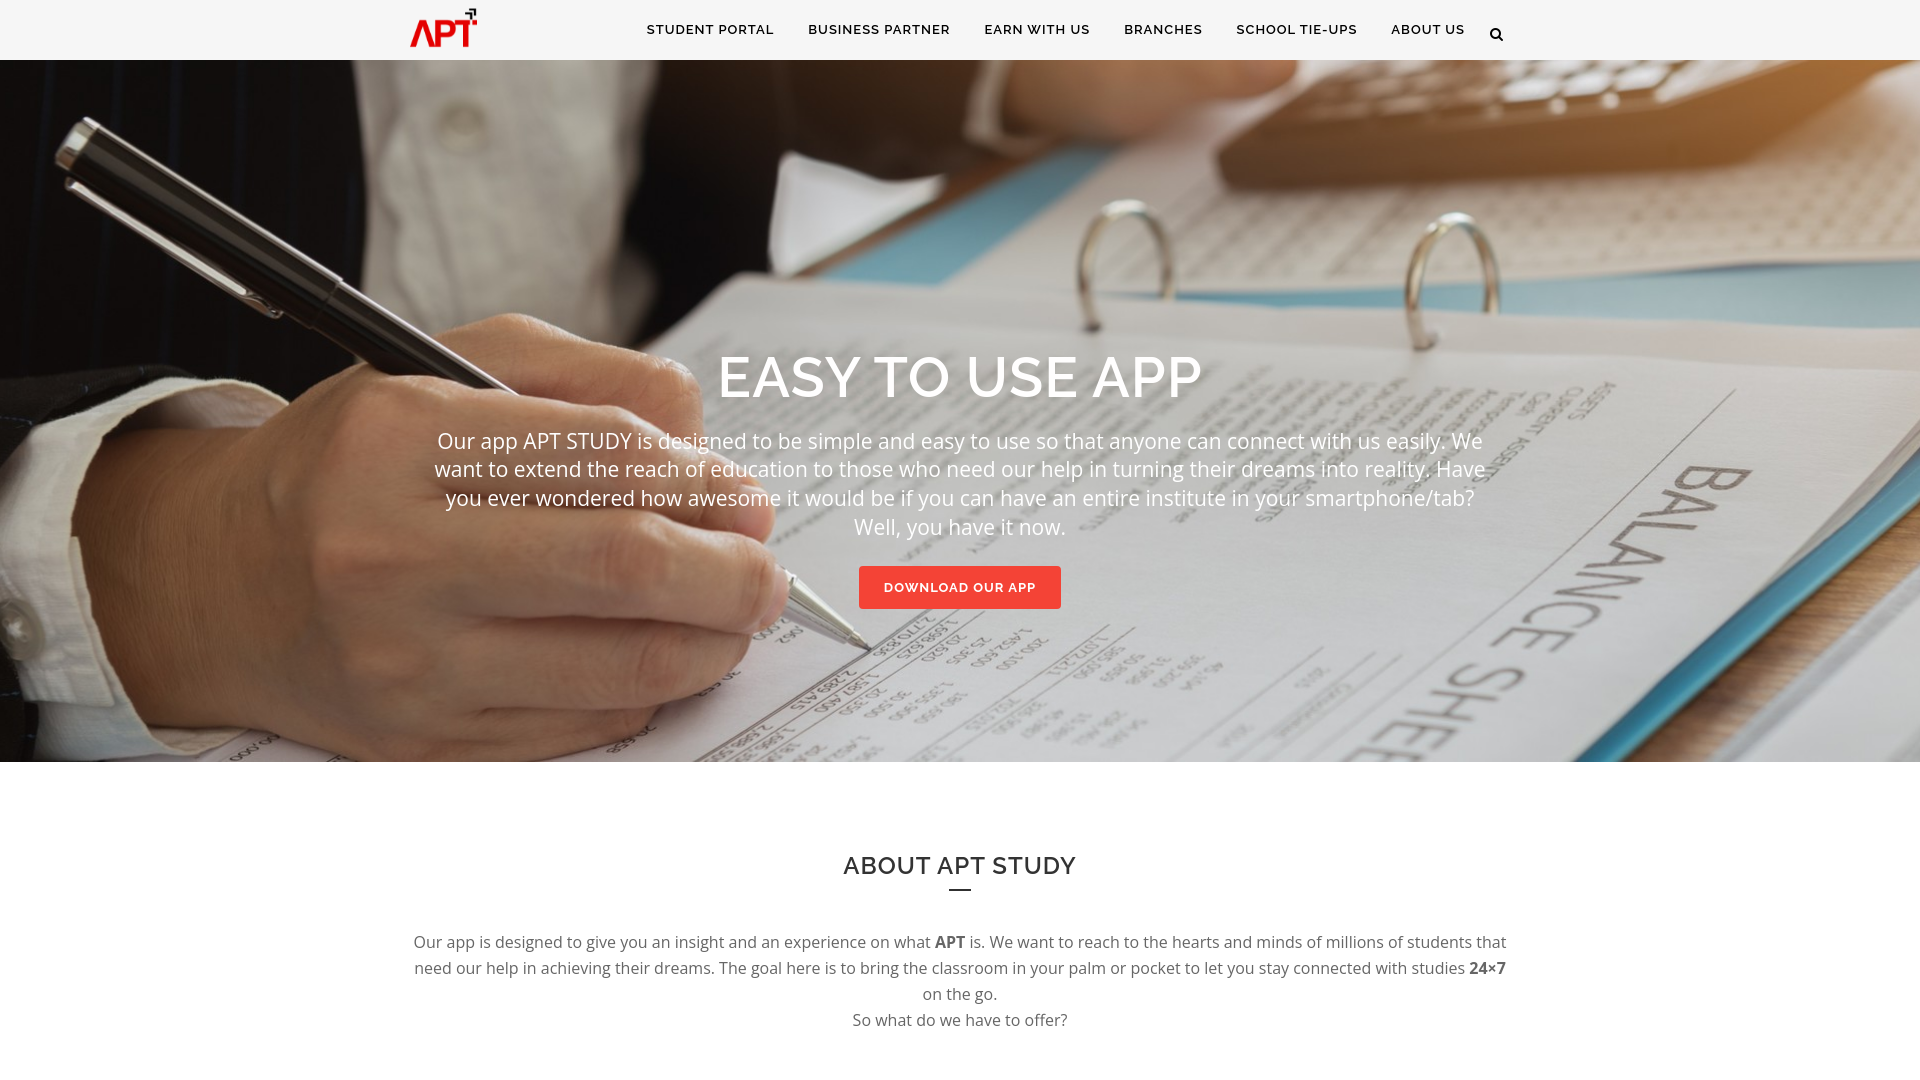 APT
STUDENT PORTAL
BUSINESS PARTNER
EARN WITH US
BRANCHES
SCHOOL TIE-UPS
ABOUT US
EASY TO USE APP
Our app APT STUDY is designed to be simple and easy to use so that anyone can connect with us easily. We
want to extend the reach of education to those who need our help in turning their dreams into reality. Have
you ever wondered how awesome it would be if you can have an entire institute in your smartphone/tab?
Well, you have it now.
DOWNLOAD OUR APP
BALANCE SHEE
ABOUT APT STUDY
Our app is designed to give you an insight and an experience on what APT is. We want to reach to the hearts and minds of millions of students that
need our help in achieving their dreams. The goal here is to bring the classroom in your palm or pocket to let you stay connected with studies 24×7
on the go.
So what do we have to offer?